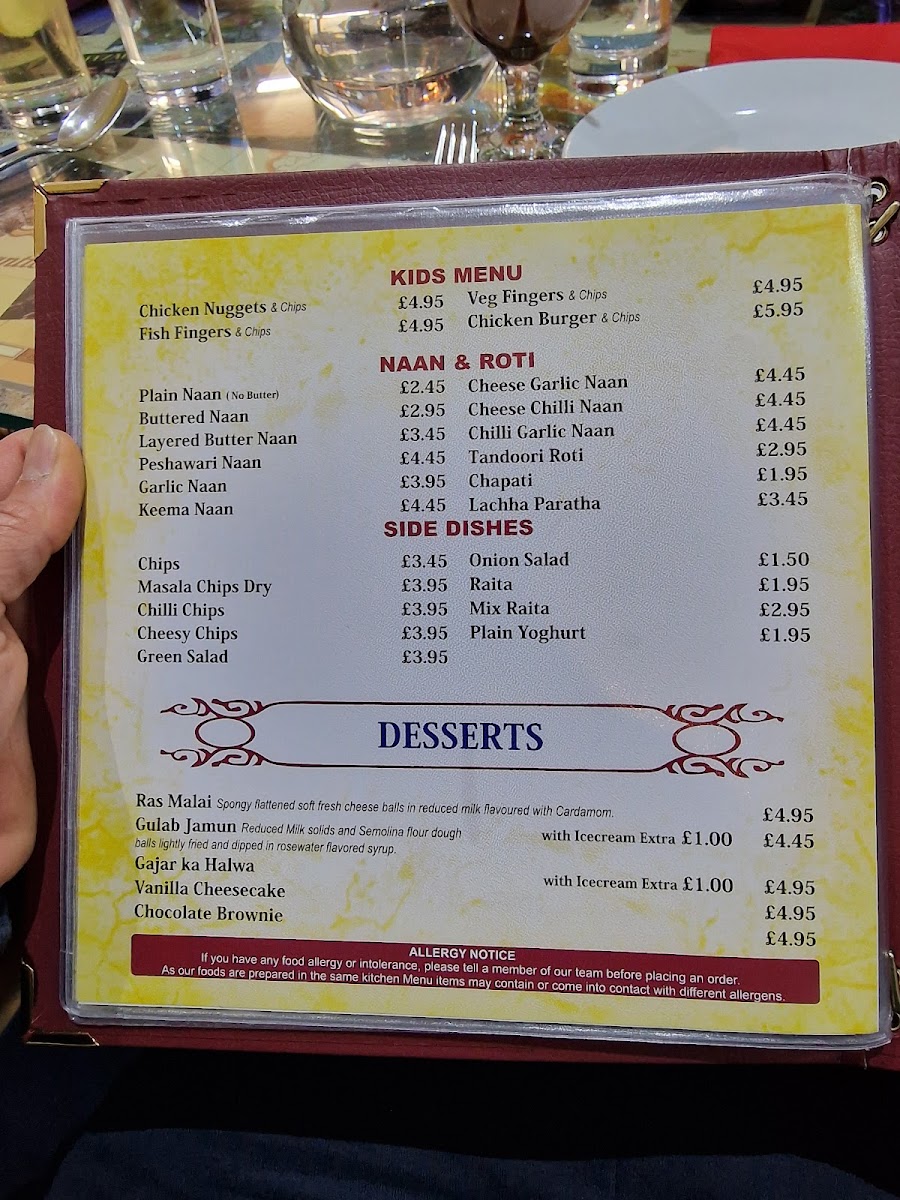 KIDS MENU
Chicken Nuggets & Chips £4.95 Veg Fingers & Chips £4.95
Fish Fingers & Chips £4.95 Chicken Burger & Chips £5.95
NAAN & ROTI
Plain Naan ( No Butter) £2.45 Cheese Garlic Naan £4.45
Buttered Naan £2.95 Cheese Chilli Naan £4.45
Layered Butter Naan £3.45 Chilli Garlic Naan £4.45
Peshawari Naan £4.45 Tandoori Roti £2.95
Garlic Naan £3.95 Chapati £1.95
Keema Naan £4.45 Lachha Paratha £3.45
SIDE DISHES
Chips £3.45 Onion Salad £1.50
Masala Chips Dry £3.95 Raita £1.95
Chilli Chips £3.95 Mix Raita £2.95
Cheesy Chips £3.95 Plain Yoghurt £1.95
Green Salad £3.95
DESSERTS
Ras Malai Spongy flattened soft fresh cheese balls in reduced milk flavoured with Cardamom. £4.95
Gulab Jamun Reduced Milk solids and Semolina flour dough with Icecream Extra £1.00 £4.45
balls lightly fried and dipped in rosewater flavored syrup.
Gajar ka Halwa with Icecream Extra £1.00 £4.95
Vanilla Cheesecake £4.95
Chocolate Brownie £4.95
ALLERGY NOTICE
If you have any food allergy or intolerance, please tell a member of our team before placing an order.
As our foods are prepared in the same kitchen Menu items may contain or come into contact with different allergens.